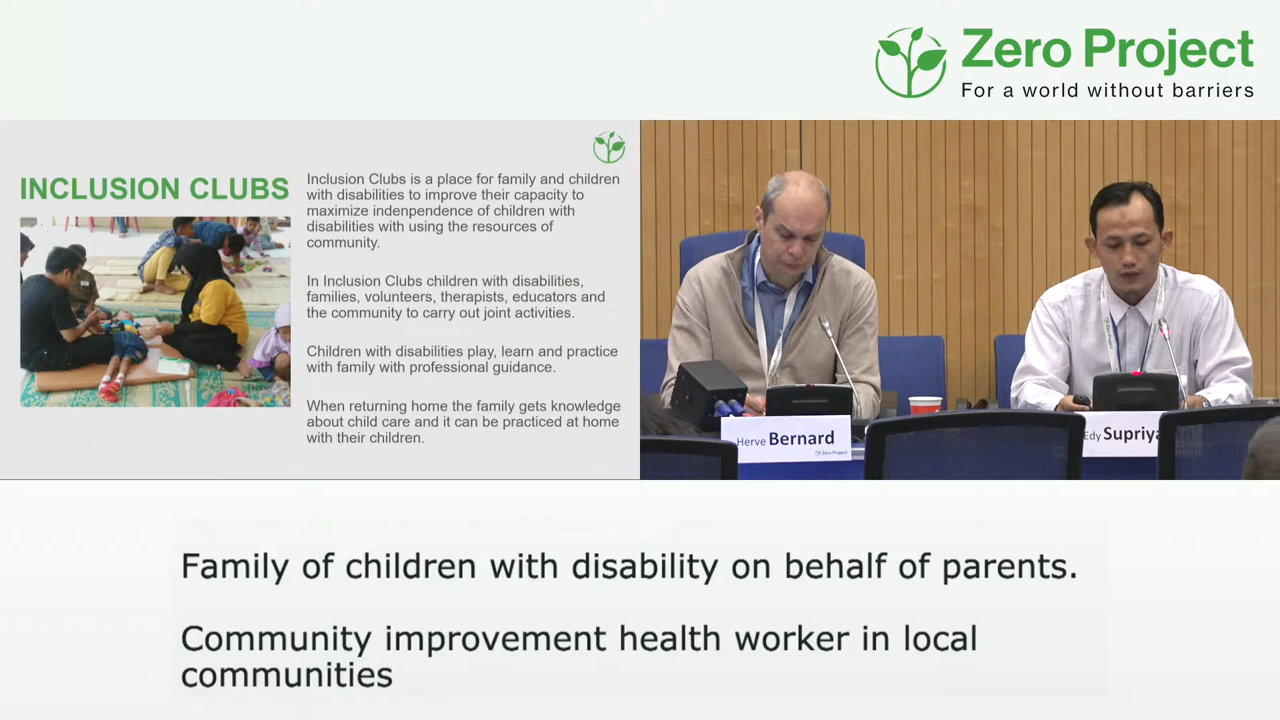 Zero Project
For a world without barriers
INCLUSION CLUBS
Inclusion Clubs is a place for family and children
with disabilities to improve their capacity to
maximize indenpendence of children with
disabilities with using the resources of
community.
In Inclusion Clubs children with disabilities,
families, volunteers, therapists, educators and
the community to carry out joint activities.
Children with disabilities play, learn and practice
with family with professional guidance.
When returning home the family gets knowledge
about child care and it can be practiced at home
with their children.
Herve Bernard
Zero Project
Edy Supriya
Family of children with disability on behalf of parents.
Community improvement health worker in local
communities